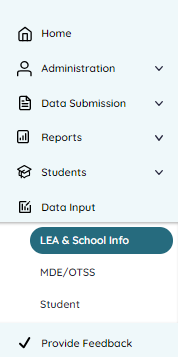 Home
Administration
Data Submission
Reports
Students
Data Input
LEA & School Info
MDE/OTSS
Student
Provide Feedback